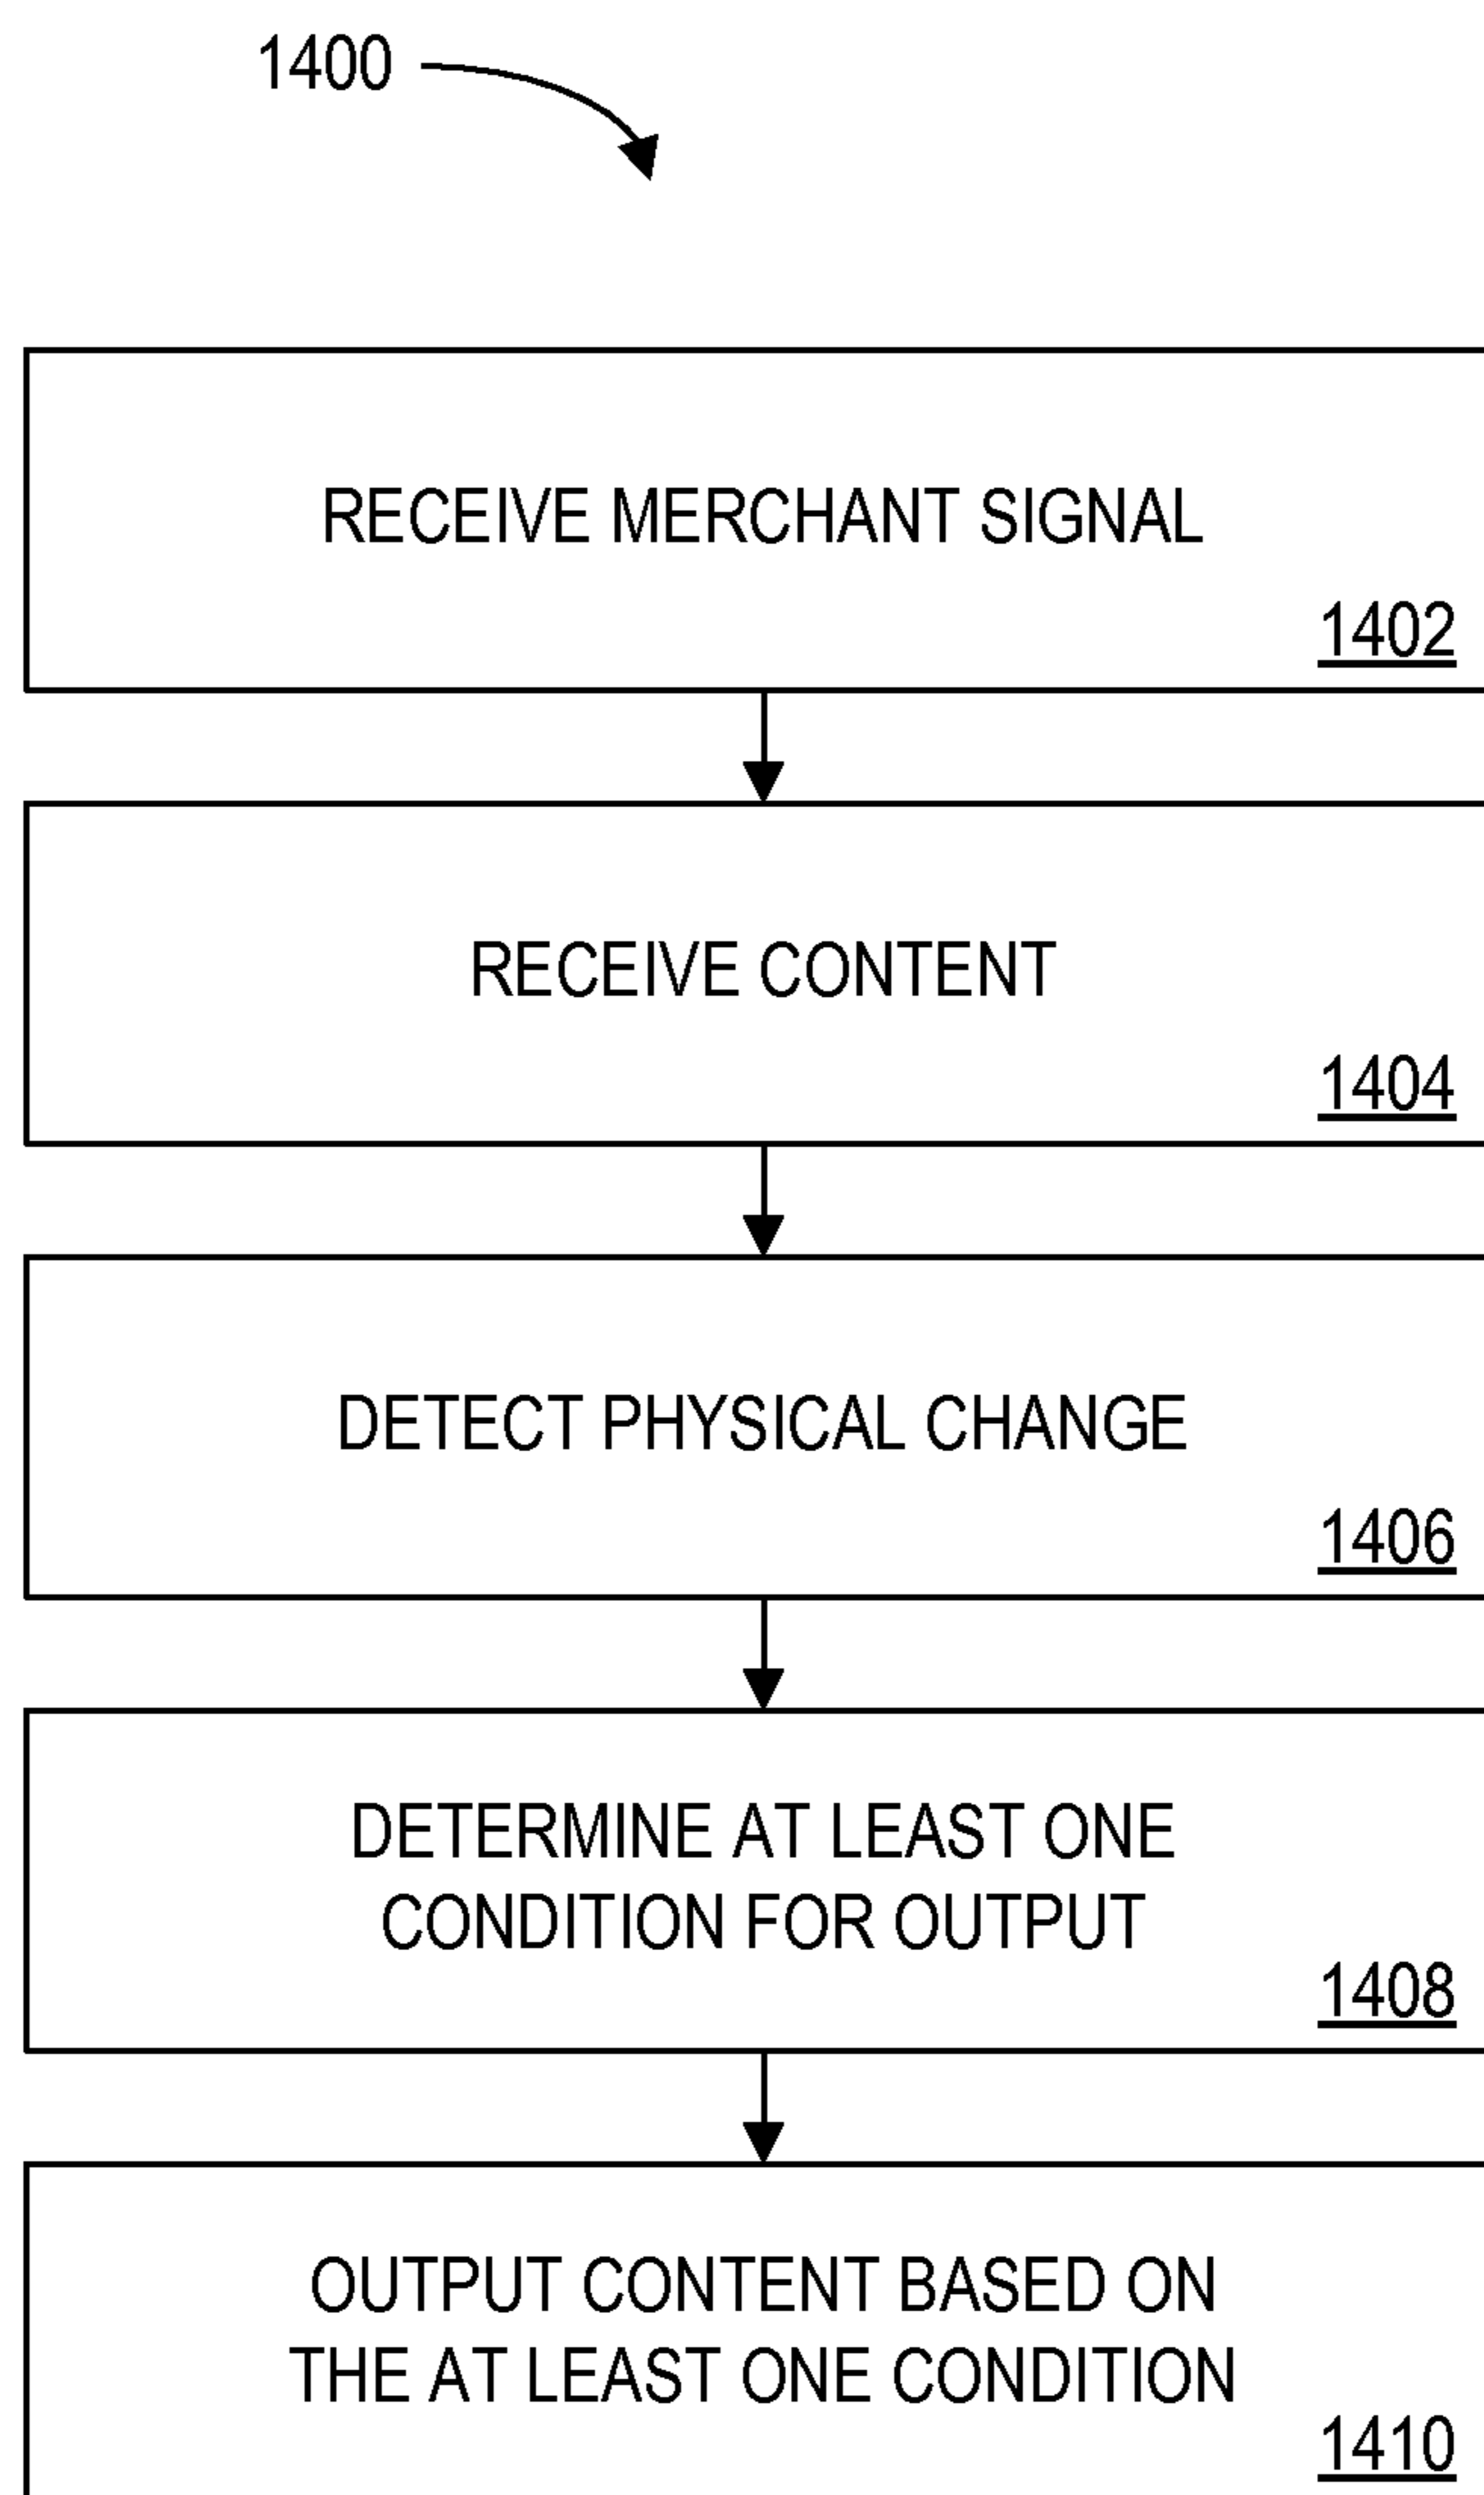 1400
RECEIVE MERCHANT SIGNAL
1402
RECEIVE CONTENT
1404
DETECT PHYSICAL CHANGE
1406
DETERMINE AT LEAST ONE
CONDITION FOR OUTPUT
1408
OUTPUT CONTENT BASED ON
THE AT LEAST ONE CONDITION
1410